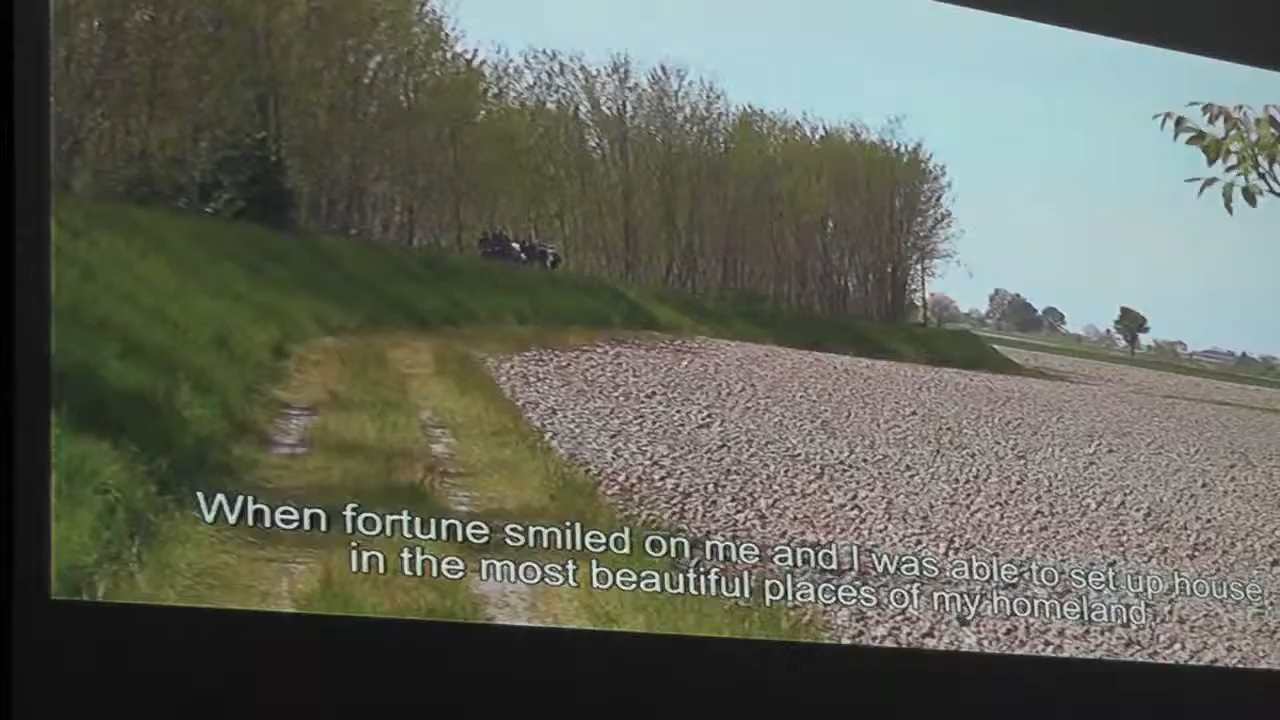 When fortune smiled on me and I was able to set up house
in the most beautiful places of my homeland.